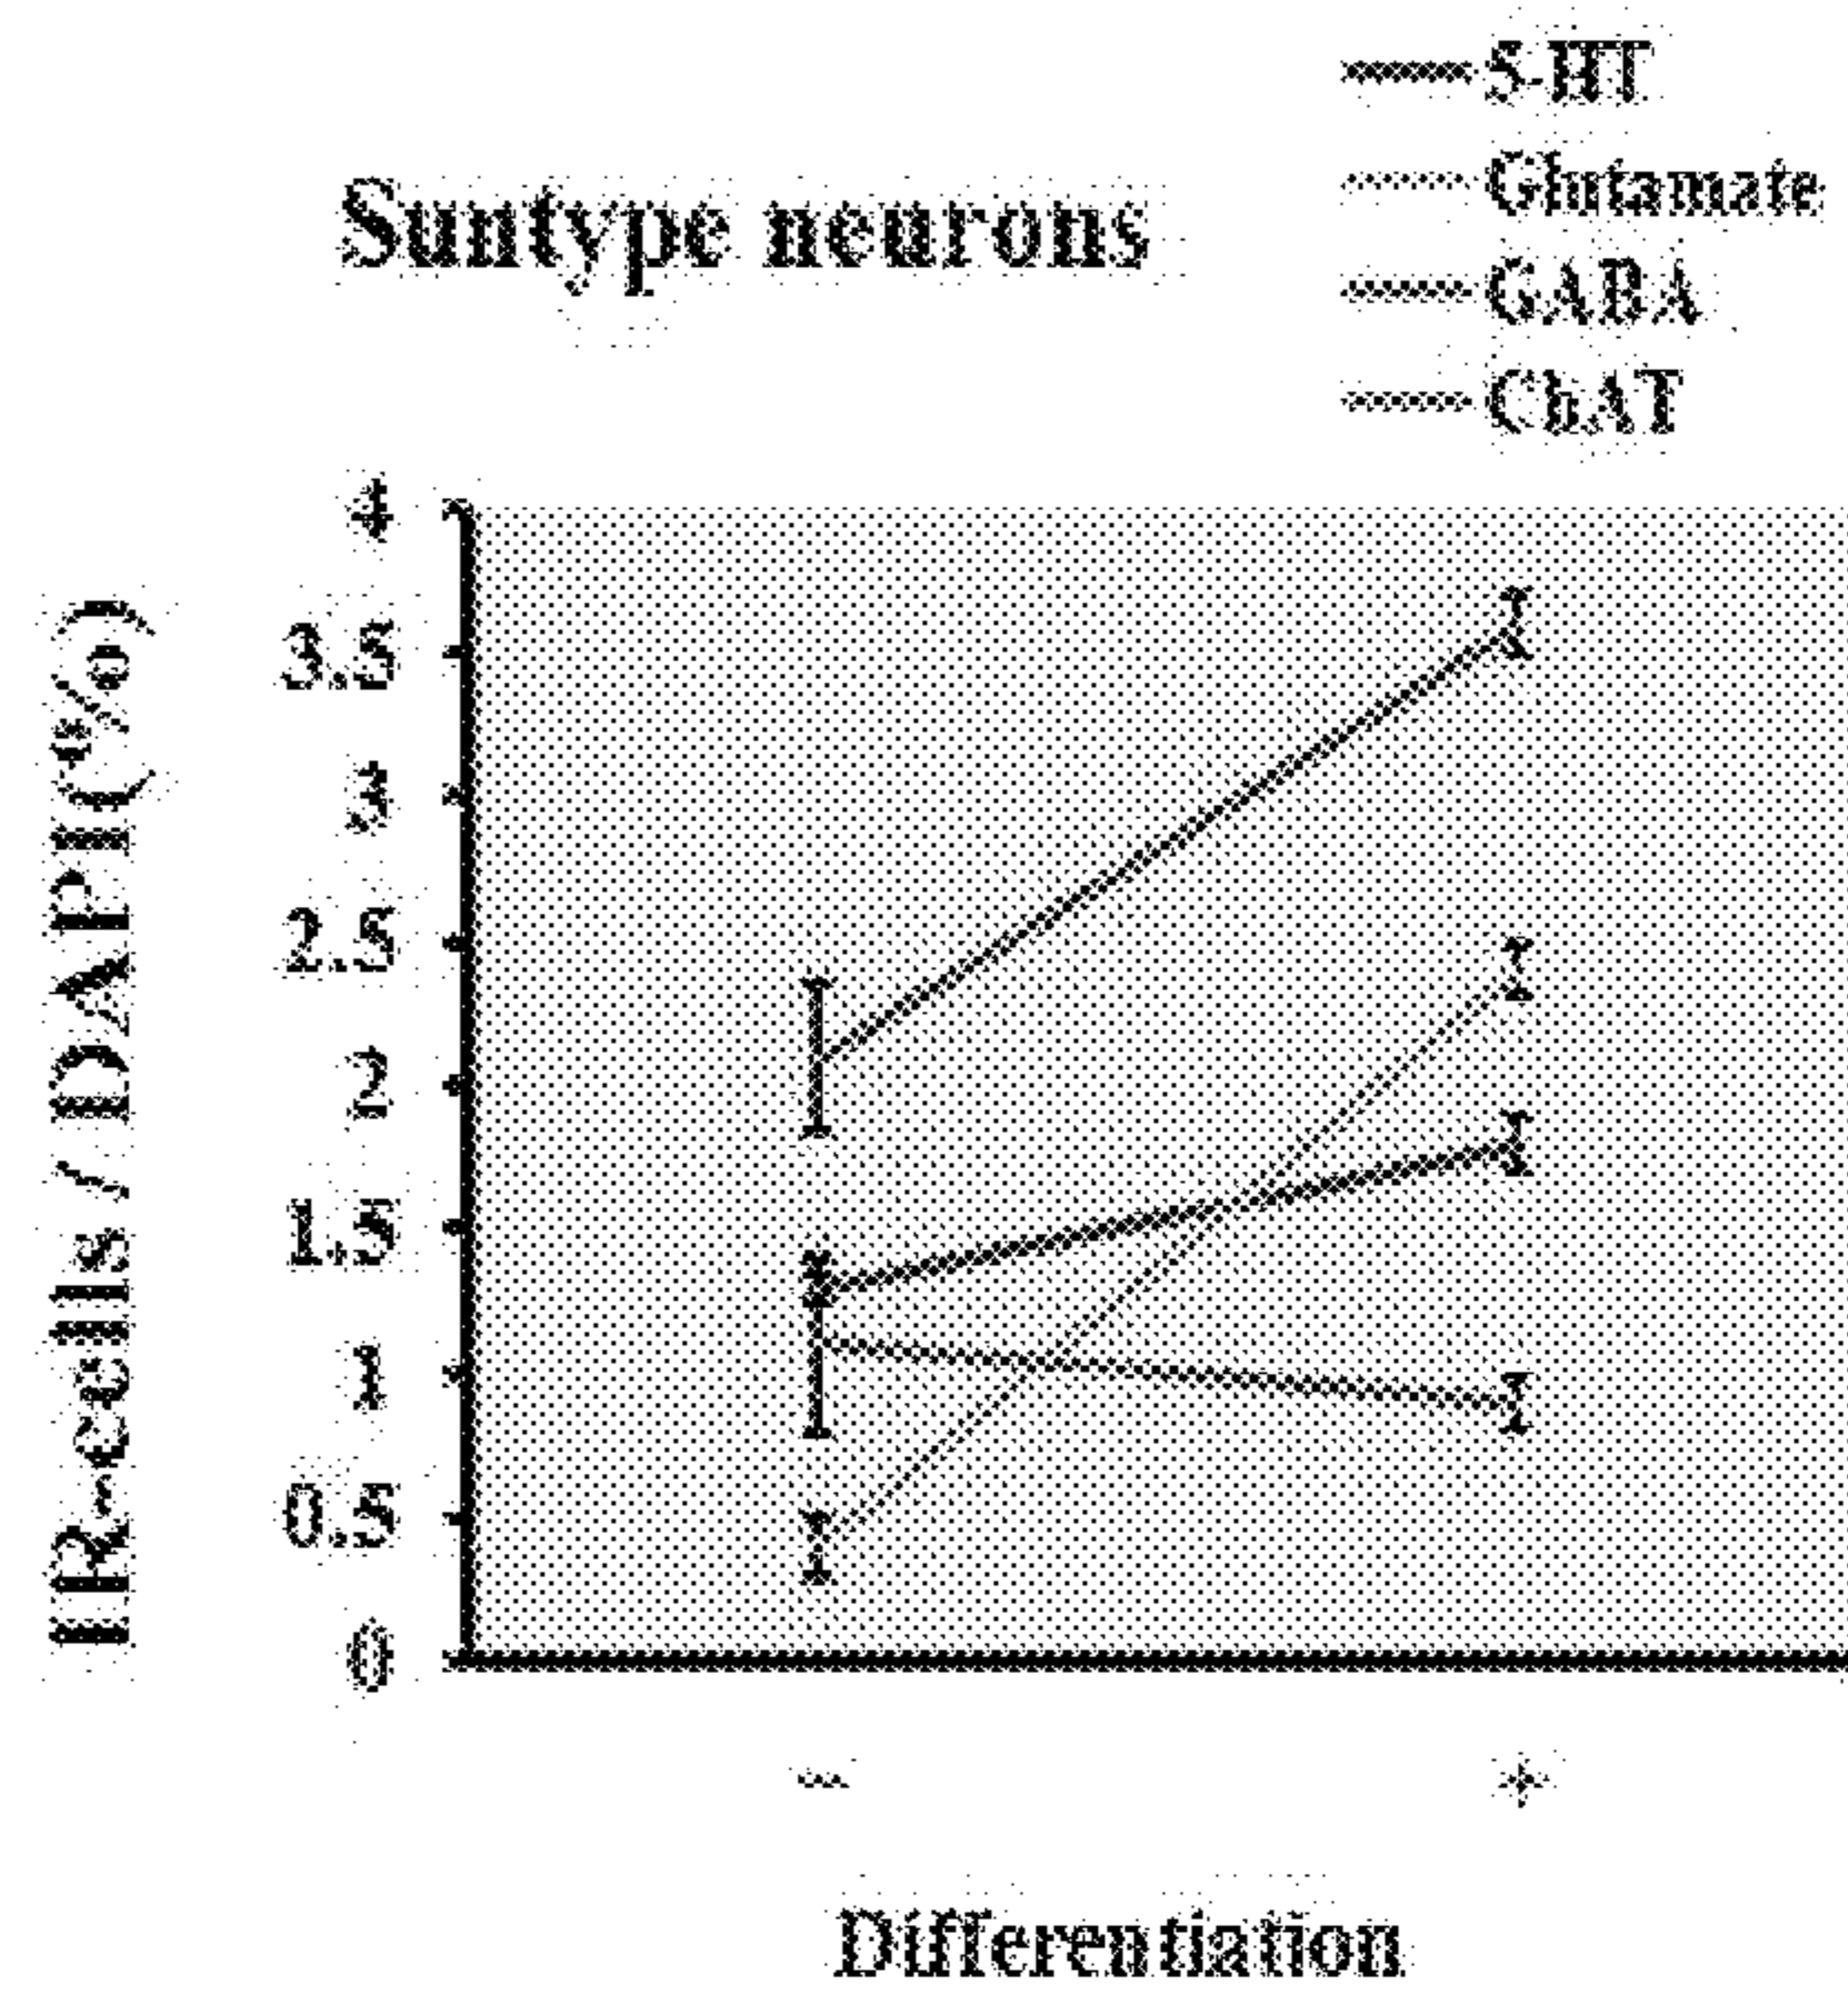 5-HT
Glutamate
GABA
ChAT
Suntype neurons
IR-cells / DAPI(%)
4
3.5
3
2.5
2
1.5
1
0.5
0
-
+
Differentiation